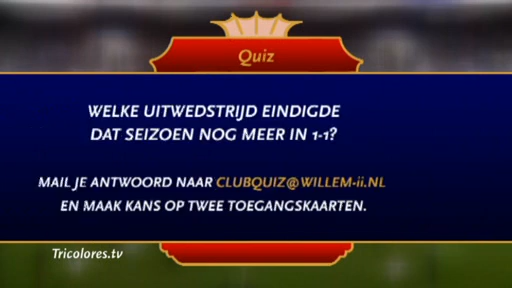 Quiz
WELKE UITWEDSTRIJD EINDIGDE
DAT SEIZOEN NOG MEER IN 1-1?
MAIL JE ANTWOORD NAAR CLUBQUIZ@WILLEM-ii.NL
EN MAAK KANS OP TWEE TOEGANGSKAARTEN.
Tricolores.tv